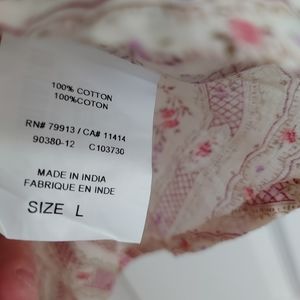 100% COTTON
100%COTON
RN# 79913 / CA# 11414
90380-12 C103730
MADE IN INDIA
FABRIQUE EN INDE
SIZE L